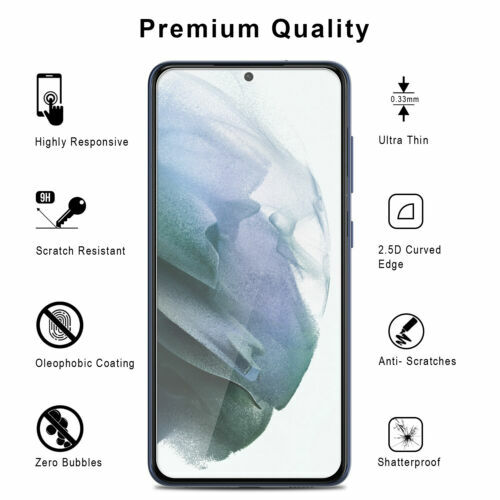 Premium Quality
Highly Responsive
9H
Scratch Resistant
Oleophobic Coating
Zero Bubbles
0.33mm
Ultra Thin
2.5D Curved
Edge
Anti- Scratches
Shatterproof